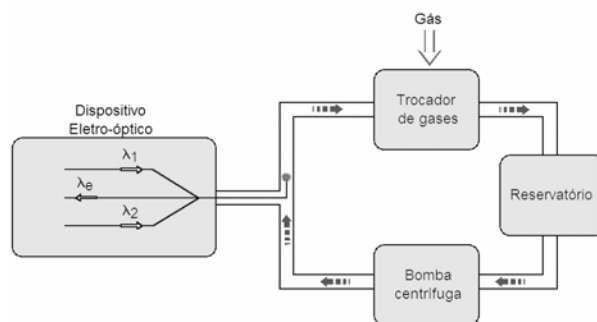 Gás
Trocador
de gases
Dispositivo
Eletro-óptico
λ1
λe
λ2
Reservatório
Bomba
centrífuga